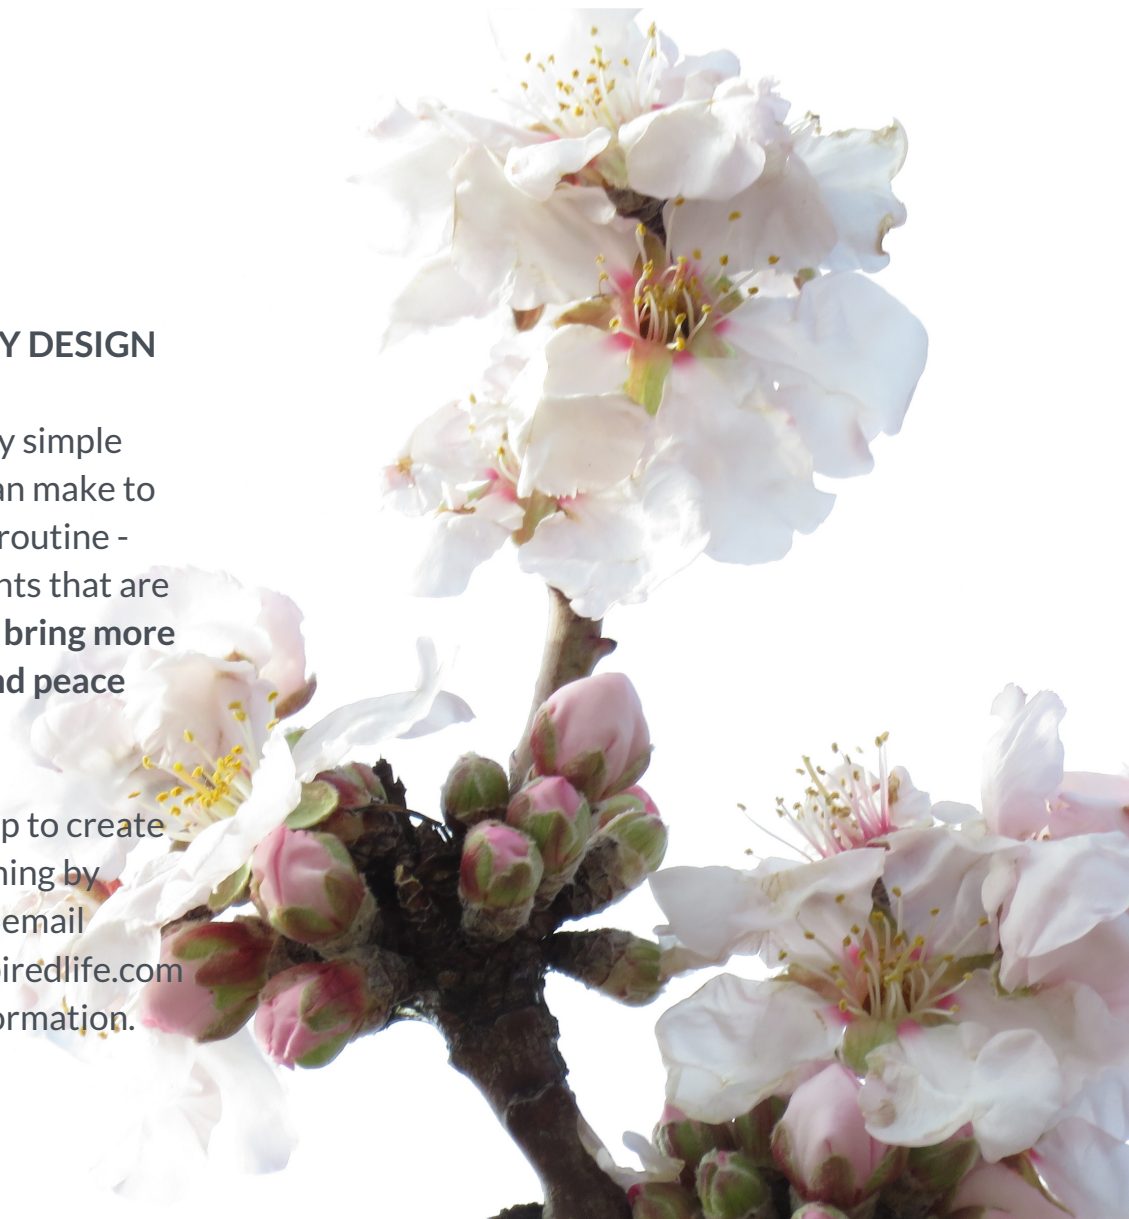 Y DESIGN
y simple
an make to
routine -
nts that are
bring more
nd peace
p to create
ning by
email
iredlife.com
ormation.